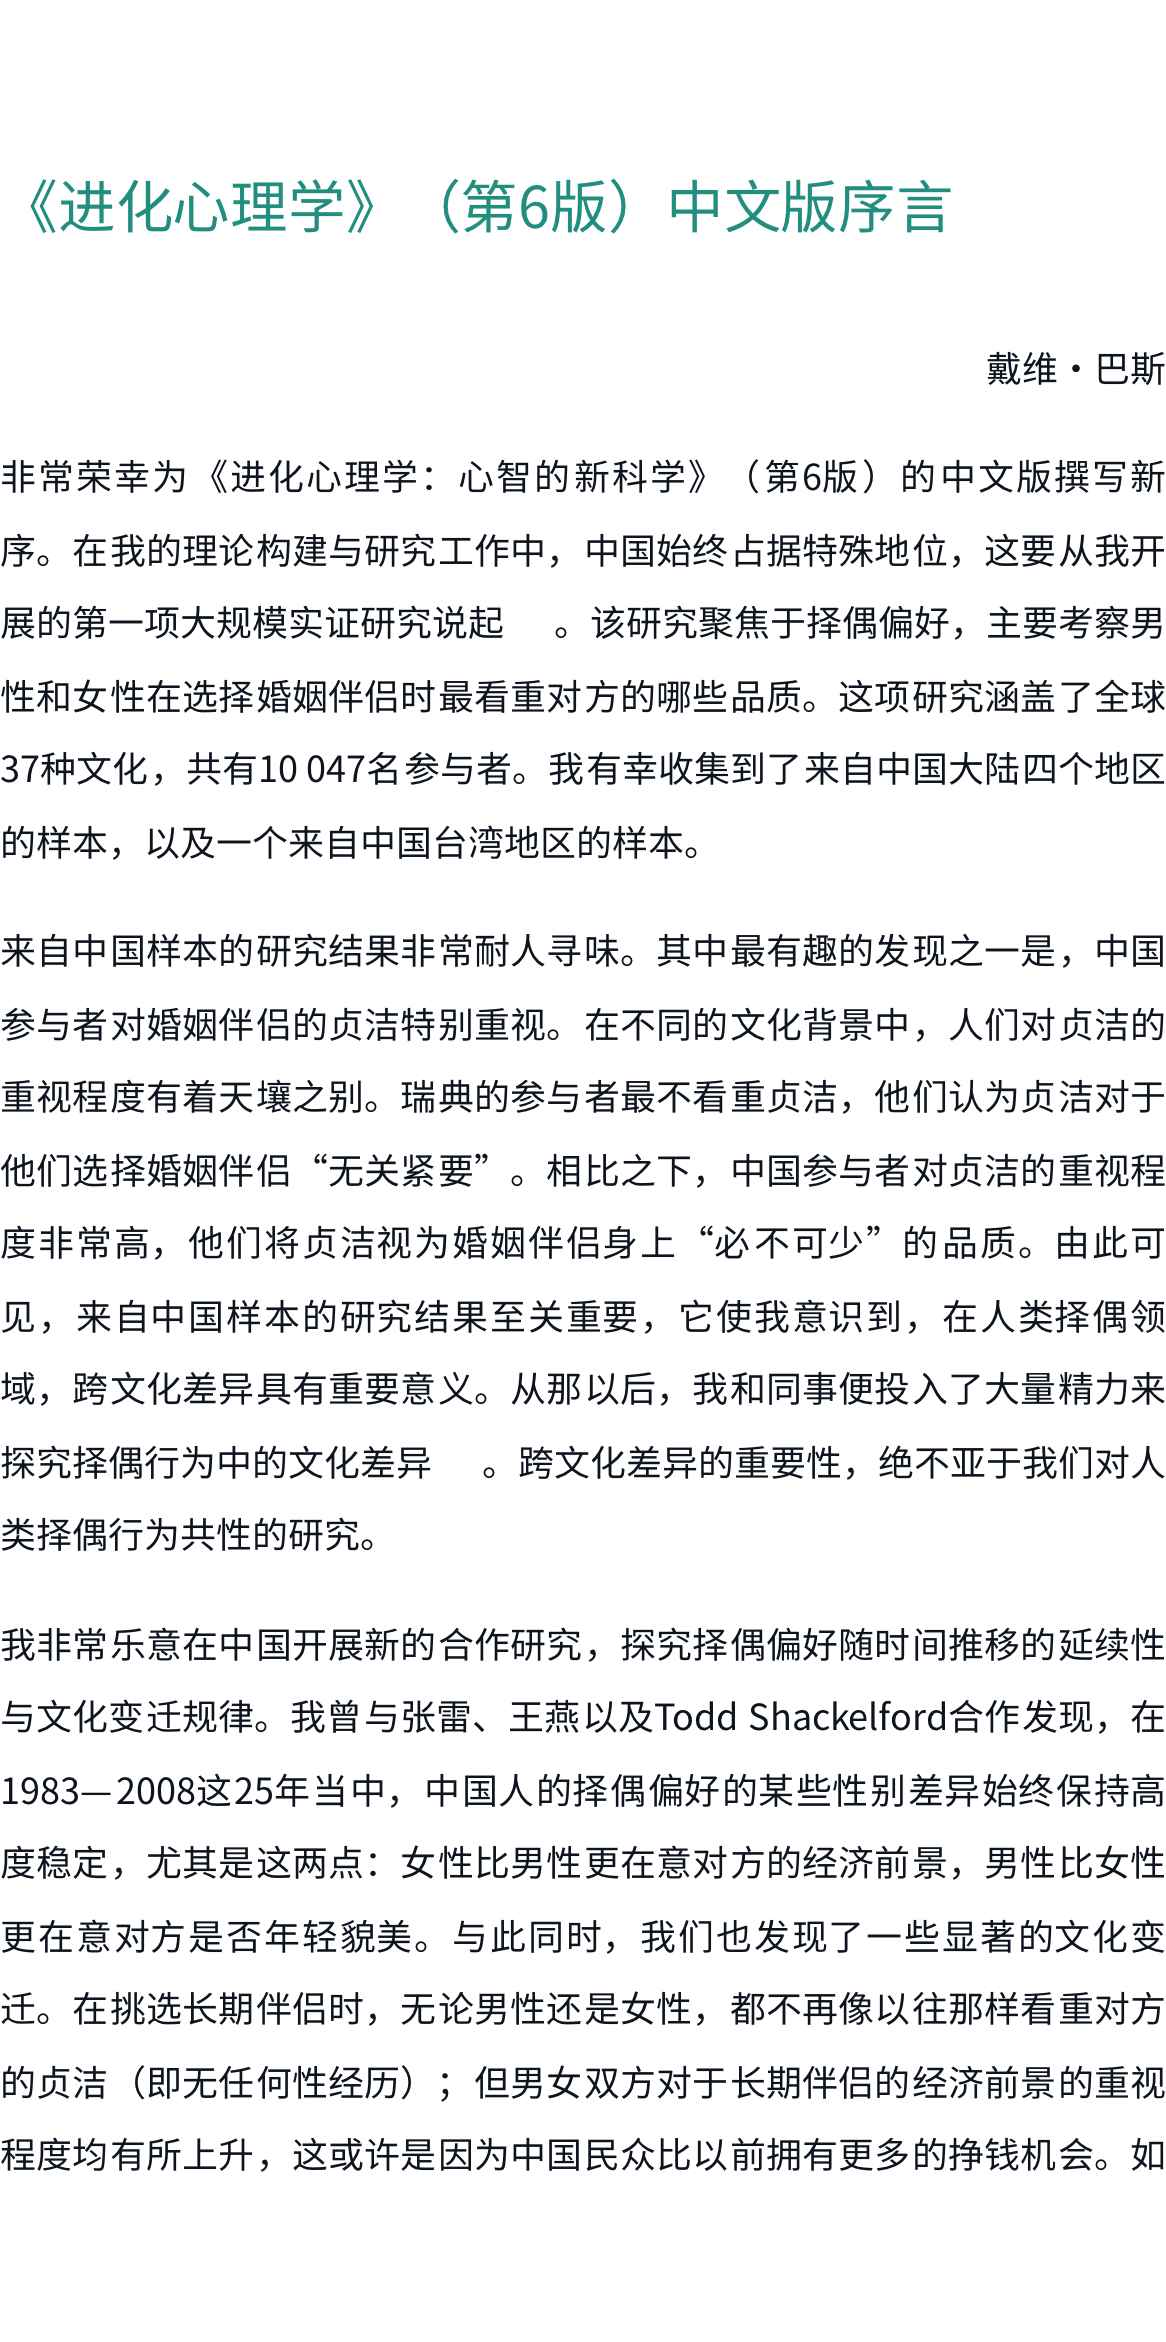 《进化心理学》（第6版）中文版序言
戴维·巴斯
非常荣幸为《进化心理学：心智的新科学》（第6版）的中文版撰写新
序。在我的理论构建与研究工作中，中国始终占据特殊地位，这要从我开
展的第一项大规模实证研究说起 。该研究聚焦于择偶偏好，主要考察男
性和女性在选择婚姻伴侣时最看重对方的哪些品质。这项研究涵盖了全球
37种文化，共有10 047名参与者。我有幸收集到了来自中国大陆四个地区
的样本，以及一个来自中国台湾地区的样本。
来自中国样本的研究结果非常耐人寻味。其中最有趣的发现之一是，中国
参与者对婚姻伴侣的贞洁特别重视。在不同的文化背景中，人们对贞洁的
重视程度有着天壤之别。瑞典的参与者最不看重贞洁，他们认为贞洁对于
他们选择婚姻伴侣“无关紧要”。相比之下，中国参与者对贞洁的重视程
度非常高，他们将贞洁视为婚姻伴侣身上“必不可少”的品质。由此可
见，来自中国样本的研究结果至关重要，它使我意识到，在人类择偶领
域，跨文化差异具有重要意义。从那以后，我和同事便投入了大量精力来
探究择偶行为中的文化差异 。跨文化差异的重要性，绝不亚于我们对人
类择偶行为共性的研究。
我非常乐意在中国开展新的合作研究，探究择偶偏好随时间推移的延续性
与文化变迁规律。我曾与张雷、王燕以及Todd Shackelford合作发现，在
1983—2008这25年当中，中国人的择偶偏好的某些性别差异始终保持高
度稳定，尤其是这两点：女性比男性更在意对方的经济前景，男性比女性
更在意对方是否年轻貌美。与此同时，我们也发现了一些显著的文化变
迁。在挑选长期伴侣时，无论男性还是女性，都不再像以往那样看重对方
的贞洁（即无任何性经历）；但男女双方对于长期伴侣的经济前景的重视
程度均有所上升，这或许是因为中国民众比以前拥有更多的挣钱机会。如